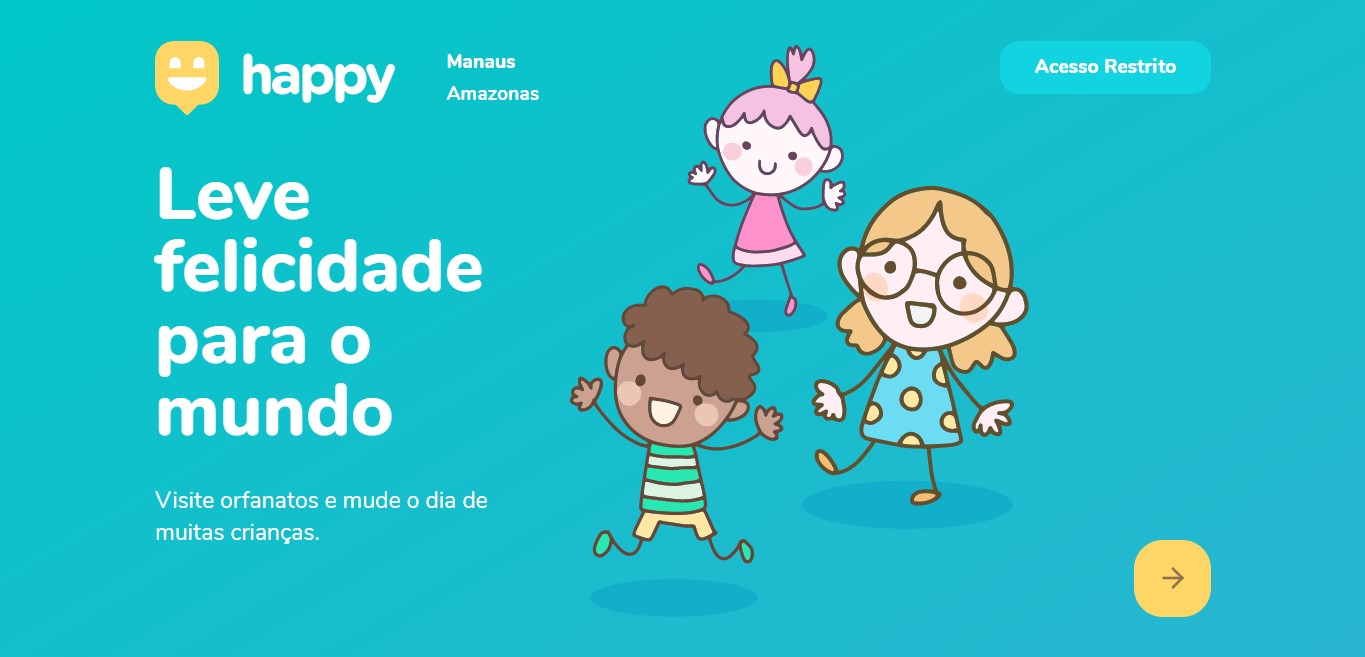 happy
Manaus
Amazonas
Acesso Restrito
Leve
felicidade
para o
mundo
Visite orfanatos e mude o dia de
muitas crianças.